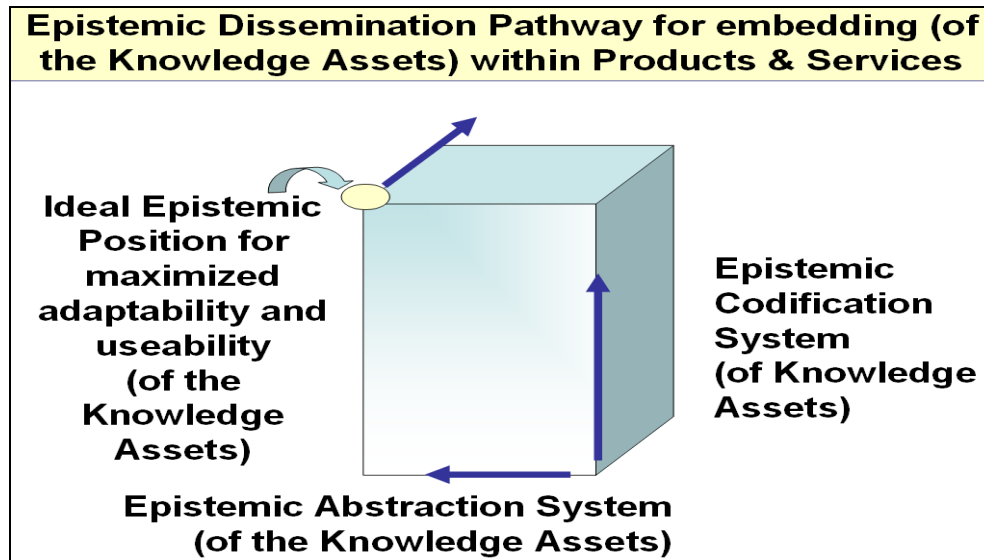 Epistemic Dissemination Pathway for embedding (of
the Knowledge Assets) within Products & Services
Ideal Epistemic
Position for
maximized
adaptability and
useability
(of the
Knowledge
Assets)
Epistemic
Codification
System
(of Knowledge
Assets)
Epistemic Abstraction System
(of the Knowledge Assets)